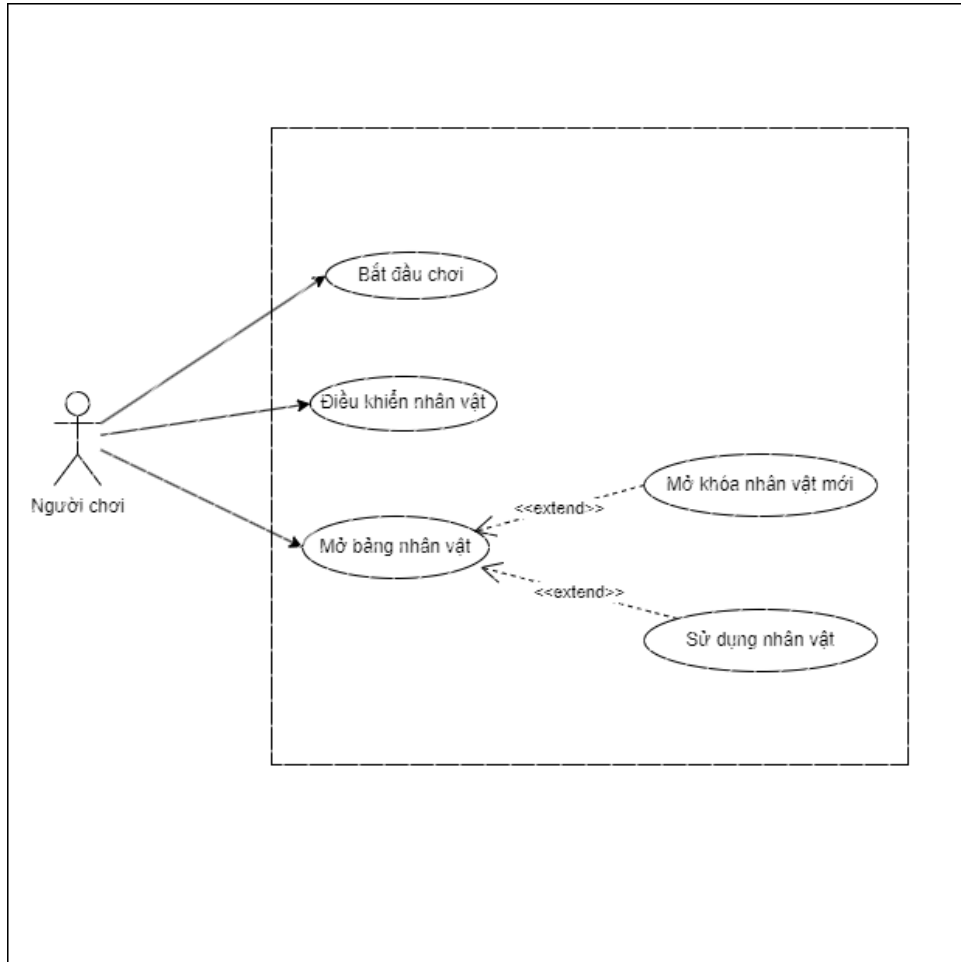 Bắt đầu chơi
Điều khiển nhân vật
Người chơi
Mở khóa nhân vật mới
<<extend>>
Mở bảng nhân vật
<<extend>>
Sử dụng nhân vật